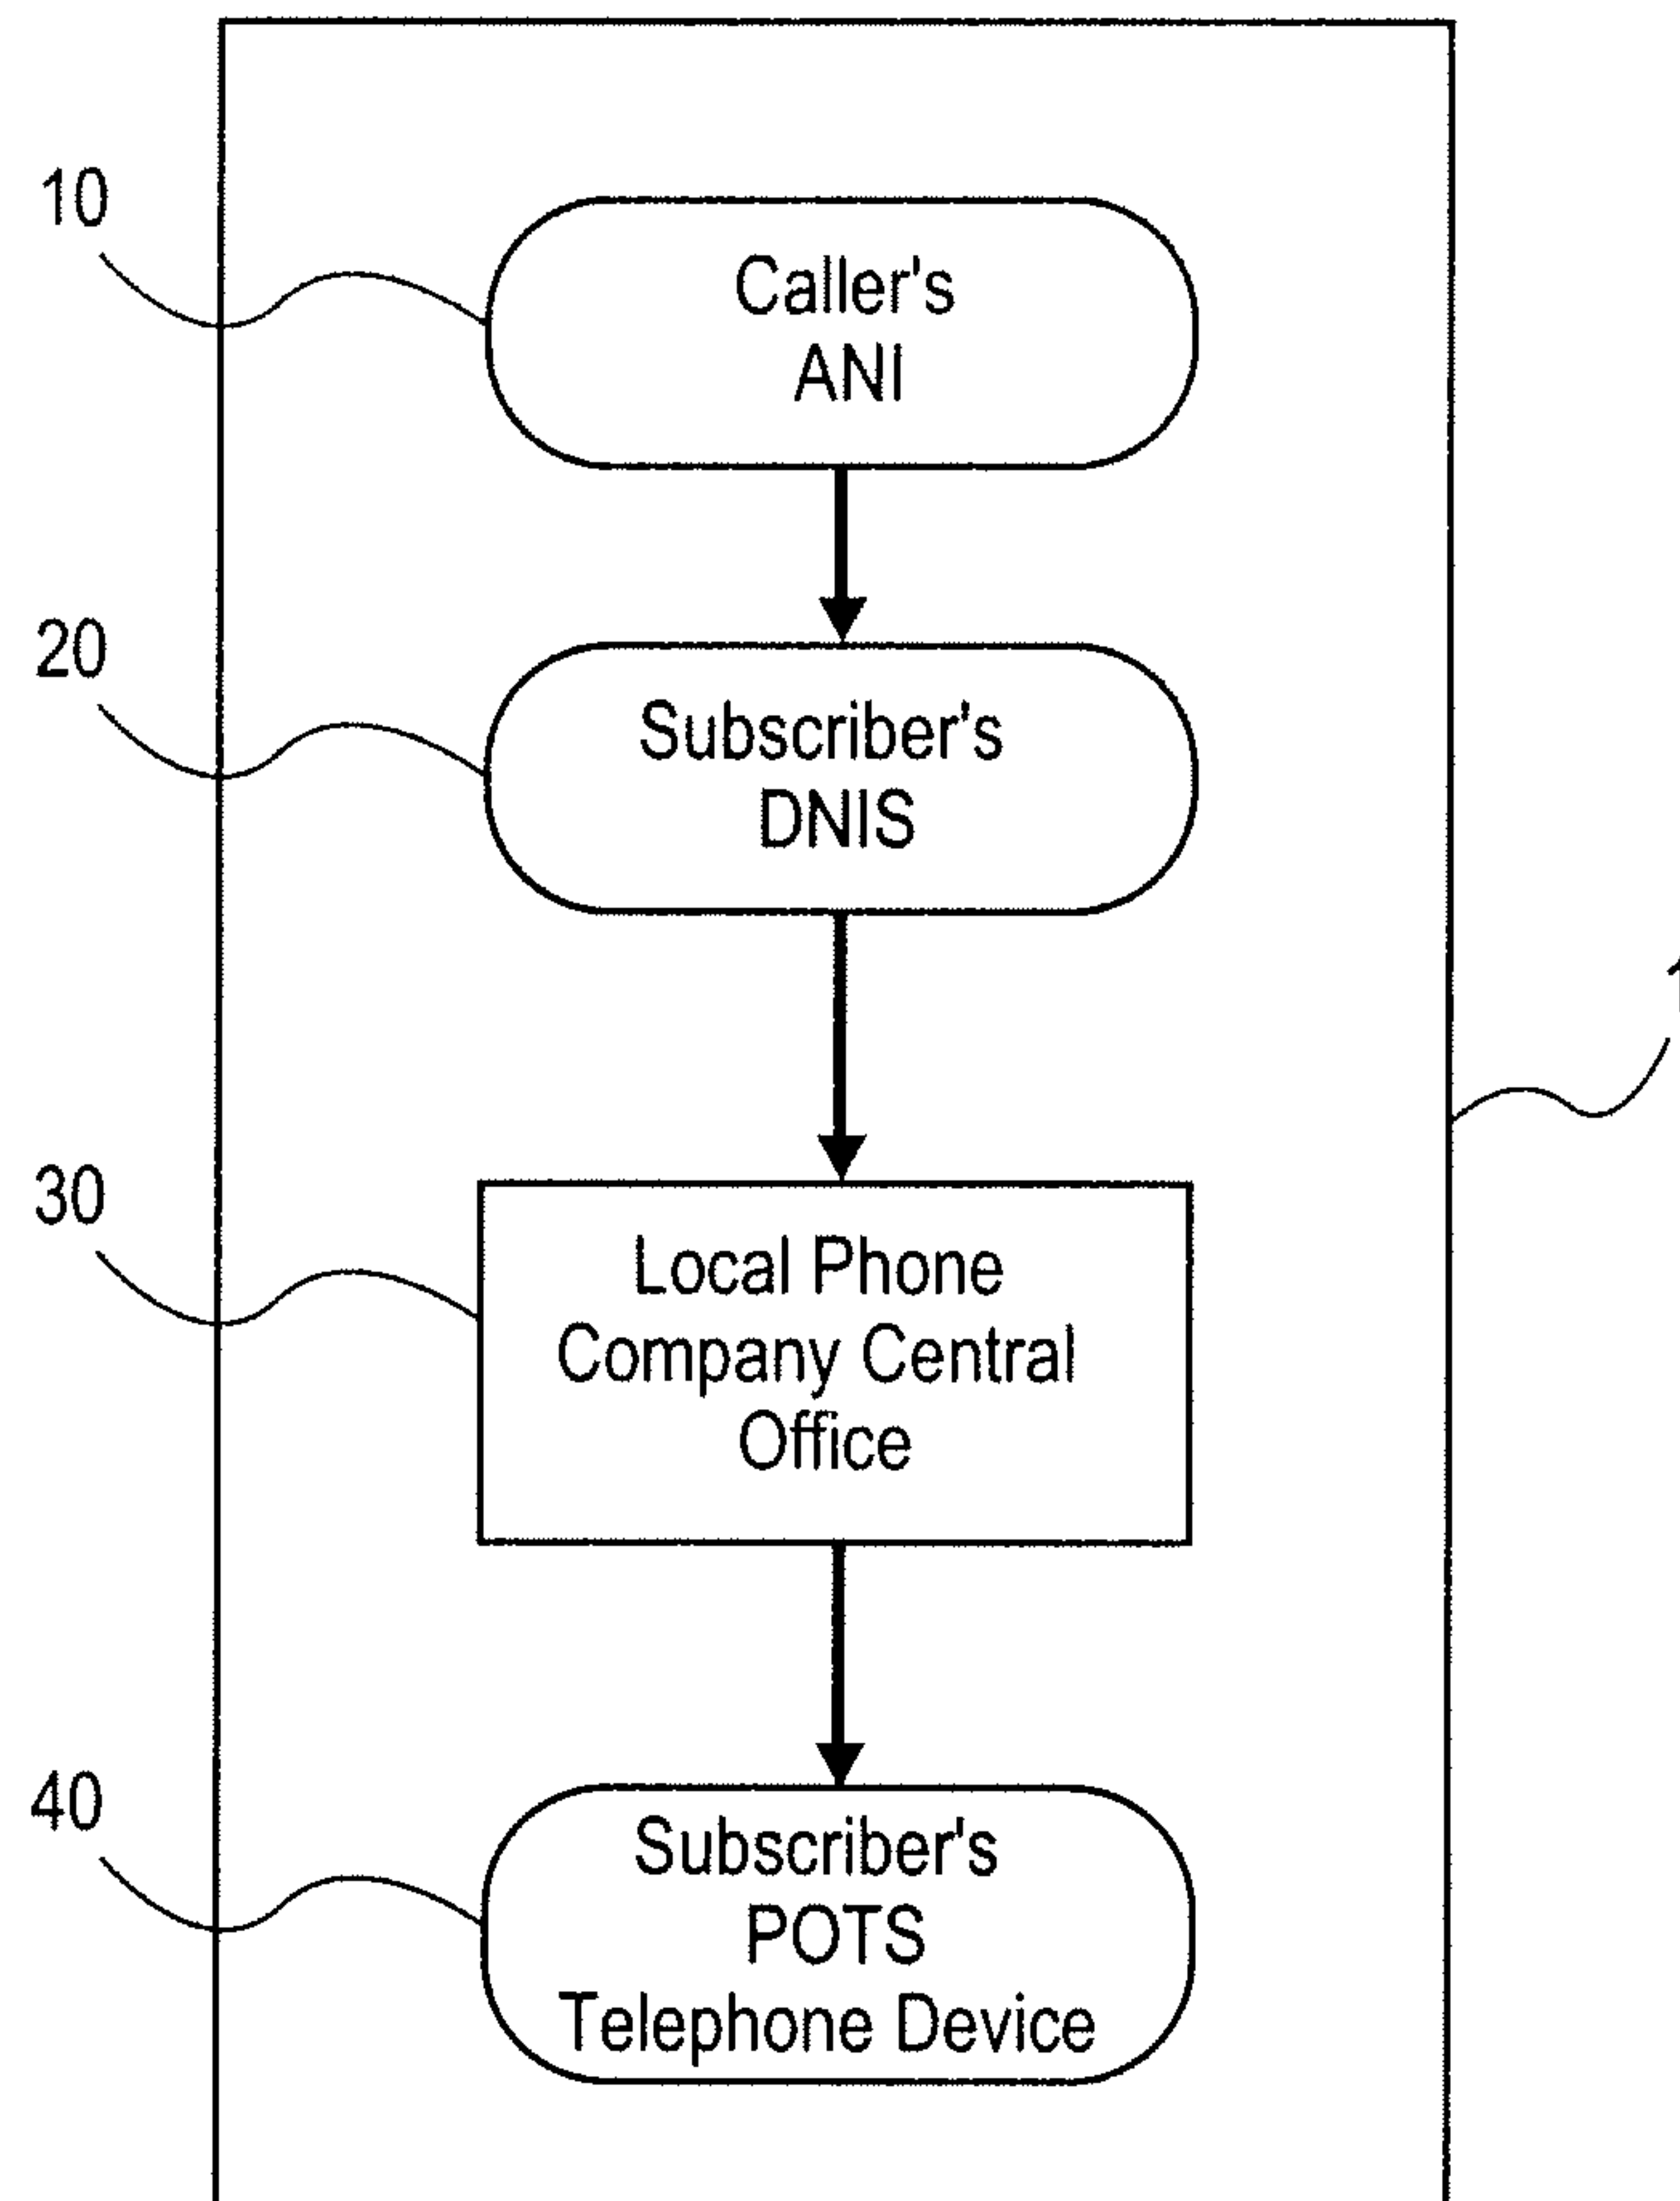 10
Caller's
ANI
20
Subscriber's
DNIS
30
Local Phone
Company Central
Office
40
Subscriber's
POTS
Telephone Device